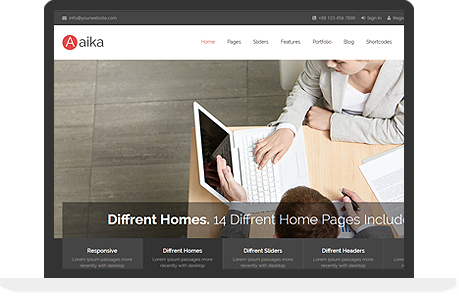 info@yourwebsite.com
+88 123 456 7890 Sign In Regi
Aaika
Home Pages Sliders Features Portfolio Blog Shortcodes
Diffrent Homes. 14 Diffrent Home Pages Include
Responsive Diffrent Homes Diffrent Sliders Diffrent Headers
Lorem Ipsum passages more Lorem Ipsum passages more Lorem Ipsum passages more Lorem Ipsum passages more
recently with desktop recently with desktop recently with desktop recently with desktop